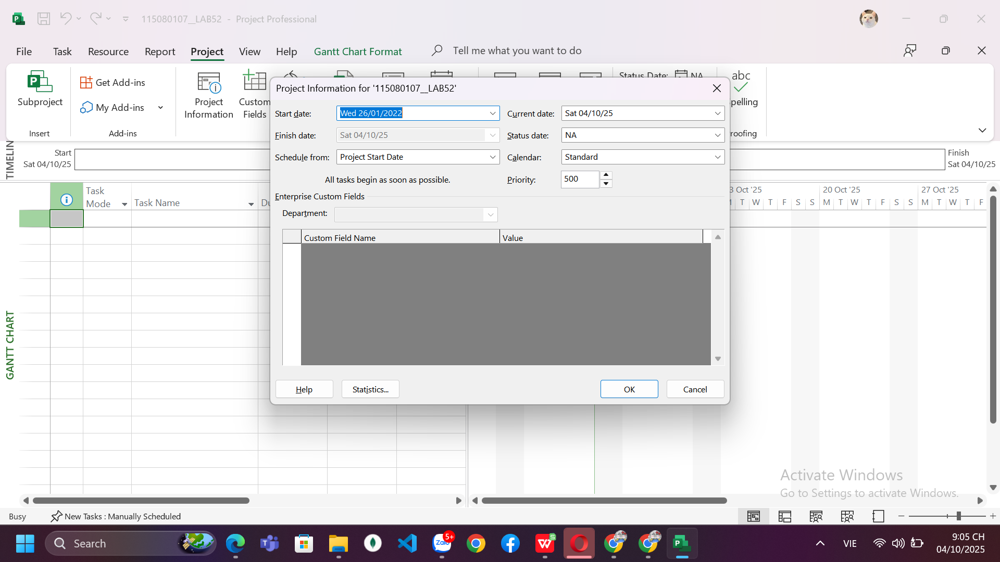 115080107__LAB52 - Project Professional
File Task Resource Report Project View Help Gantt Chart Format Tell me what you want to do
Subproject
Insert
Get Add-ins
My Add-ins
Add-ins
Project
Information
Custom
Fields
Status Date: NA
abc
pelling
roofing
Project Information for '115080107__LAB52'
Start date: Wed 26/01/2022 Current date: Sat 04/10/25
Finish date: Sat 04/10/25 Status date: NA
Schedule from: Project Start Date Calendar: Standard
All tasks begin as soon as possible. Priority: 500
Enterprise Custom Fields
Department:
Custom Field Name Value
Help Statistics... OK Cancel
TIMELIN
Start
Sat 04/10/25
Finish
Sat 04/10/25
Task
Mode Task Name Du
3 Oct '25 20 Oct '25 27 Oct '25
T W T F S S M T W T F S S M T W T F
GANTT CHART
Activate Windows
Go to Settings to activate Windows.
Busy New Tasks : Manually Scheduled
Search
Zalo
5+
VIE
9:05 CH
04/10/2025